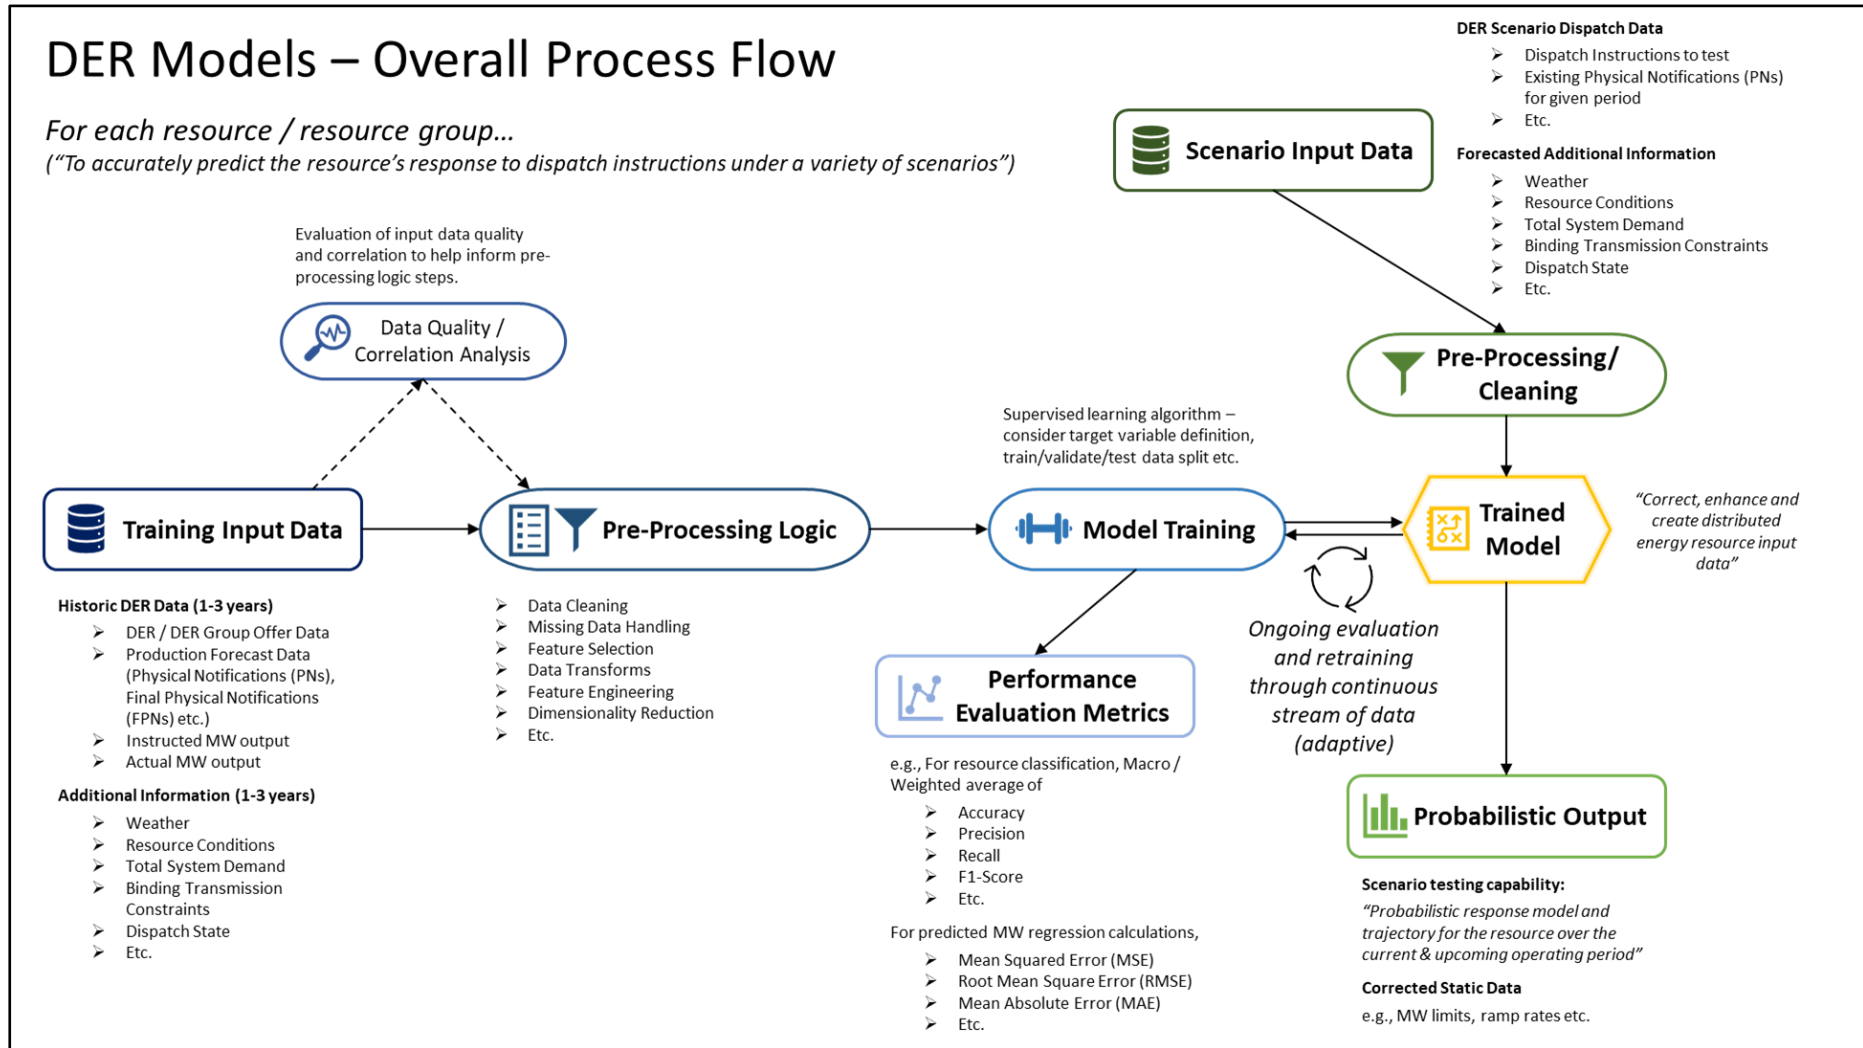 DER Models – Overall Process Flow
For each resource / resource group...
(“To accurately predict the resource’s response to dispatch instructions under a variety of scenarios”)
DER Scenario Dispatch Data
➢ Dispatch Instructions to test
➢ Existing Physical Notifications (PNs)
for given period
➢ Etc.
Forecasted Additional Information
➢ Weather
➢ Resource Conditions
➢ Total System Demand
➢ Binding Transmission Constraints
➢ Dispatch State
➢ Etc.
Scenario Input Data
Evaluation of input data quality
and correlation to help inform pre-
processing logic steps.
Data Quality /
Correlation Analysis
Pre-Processing/
Cleaning
Supervised learning algorithm –
consider target variable definition,
train/validate/test data split etc.
Training Input Data
Pre-Processing Logic
Model Training
Trained
Model
“Correct, enhance and
create distributed
energy resource input
data”
Historic DER Data (1-3 years)
➢ DER / DER Group Offer Data
➢ Production Forecast Data
(Physical Notifications (PNs),
Final Physical Notifications
(FPNs) etc.)
➢ Instructed MW output
➢ Actual MW output
Additional Information (1-3 years)
➢ Weather
➢ Resource Conditions
➢ Total System Demand
➢ Binding Transmission
Constraints
➢ Dispatch State
➢ Etc.
➢ Data Cleaning
➢ Missing Data Handling
➢ Feature Selection
➢ Data Transforms
➢ Feature Engineering
➢ Dimensionality Reduction
➢ Etc.
Performance
Evaluation Metrics
e.g., For resource classification, Macro /
Weighted average of
➢ Accuracy
➢ Precision
➢ Recall
➢ F1-Score
➢ Etc.
For predicted MW regression calculations,
➢ Mean Squared Error (MSE)
➢ Root Mean Square Error (RMSE)
➢ Mean Absolute Error (MAE)
➢ Etc.
Ongoing evaluation
and retraining
through continuous
stream of data
(adaptive)
Probabilistic Output
Scenario testing capability:
“Probabilistic response model and
trajectory for the resource over the
current & upcoming operating period”
Corrected Static Data
e.g., MW limits, ramp rates etc.